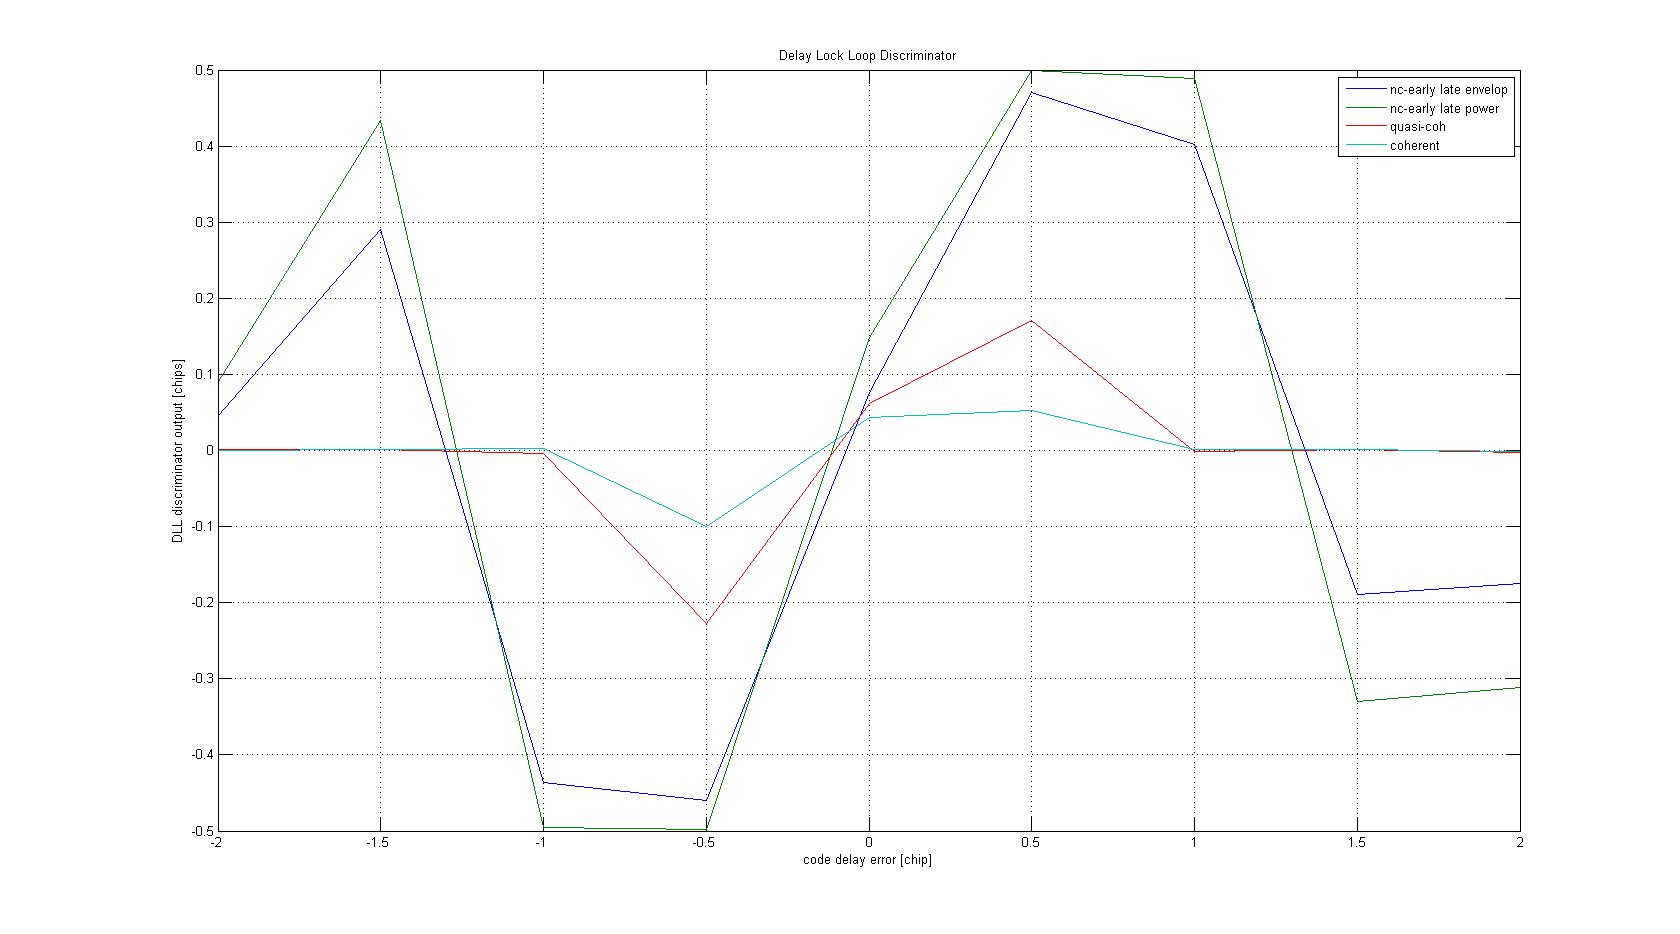 Delay Lock Loop Discriminator
nc-early late envelop
nc-early late power
quasi-coh
coherent
0.5
0.4
0.3
0.2
0.1
0
-0.1
-0.2
-0.3
-0.4
-0.5
DLL discriminator output [chips]
-2 -1.5 -1 -0.5 0 0.5 1 1.5 2
code delay error [chip]